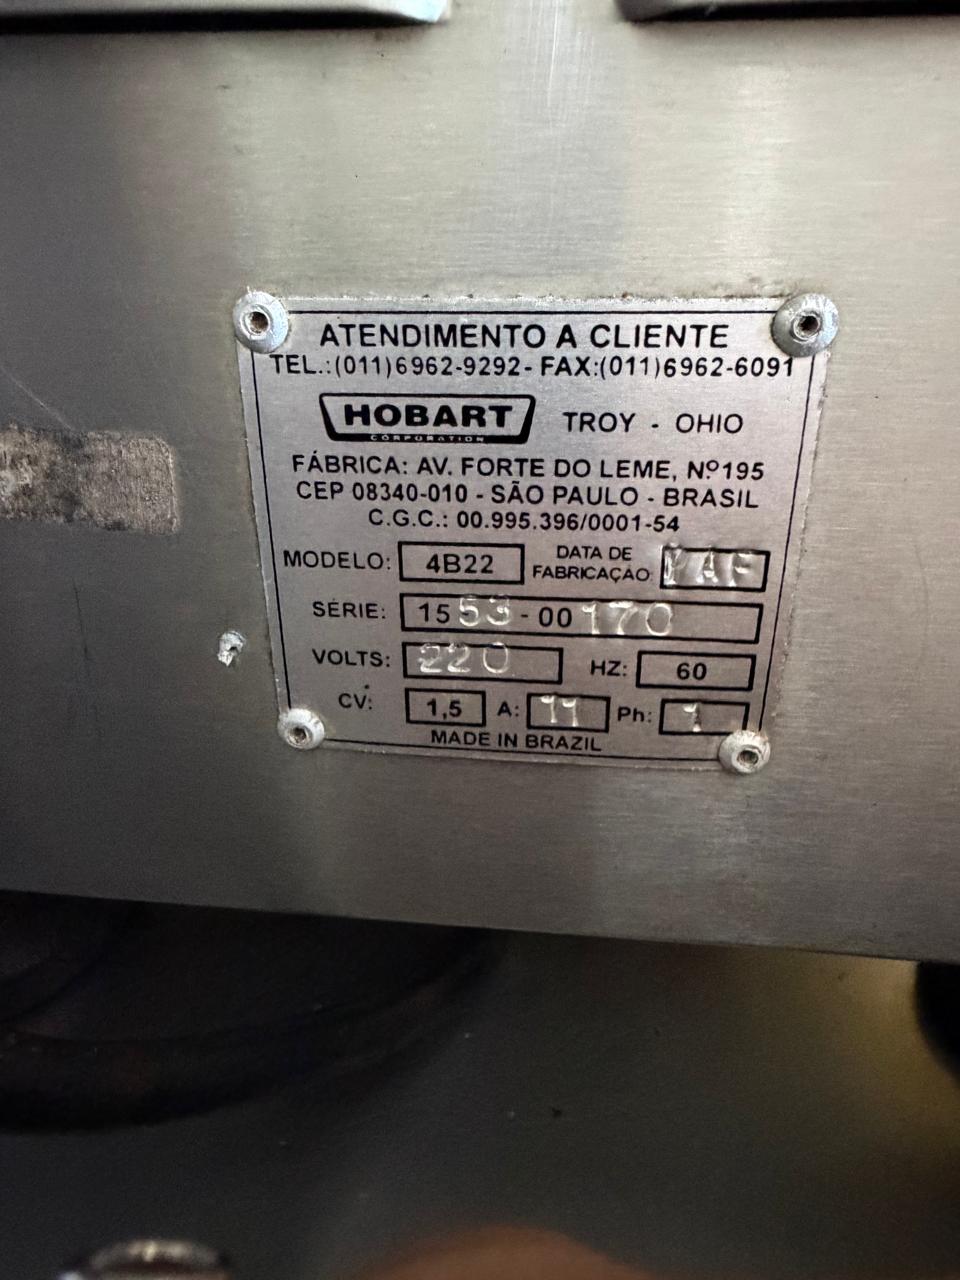 ATENDIMENTO A CLIENTE
TEL.:(011)6962-9292- FAX:(011)6962-6091
HOBART
CORPORATION
TROY - OHIO
FÁBRICA: AV. FORTE DO LEME, Nº195
CEP 08340-010 - SÃO PAULO - BRASIL
C.G.C.: 00.995.396/0001-54
MODELO: 4B22 DATA DE FABRICAÇÃO:
SÉRIE: 1553-00170
VOLTS: 220 HZ: 60
CV: 1,5 A: 11 Ph: 1
MADE IN BRAZIL